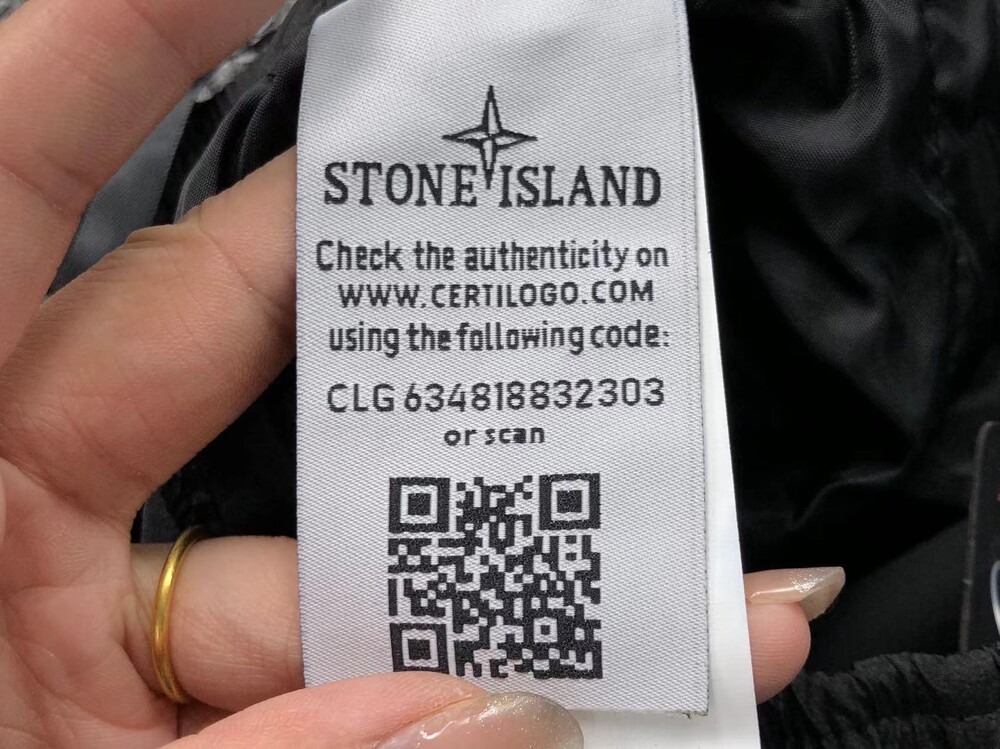 STONE ISLAND
Check the authenticity on
WWW.CERTILOGO.COM
using the following code:
CLG 634818832303
or scan